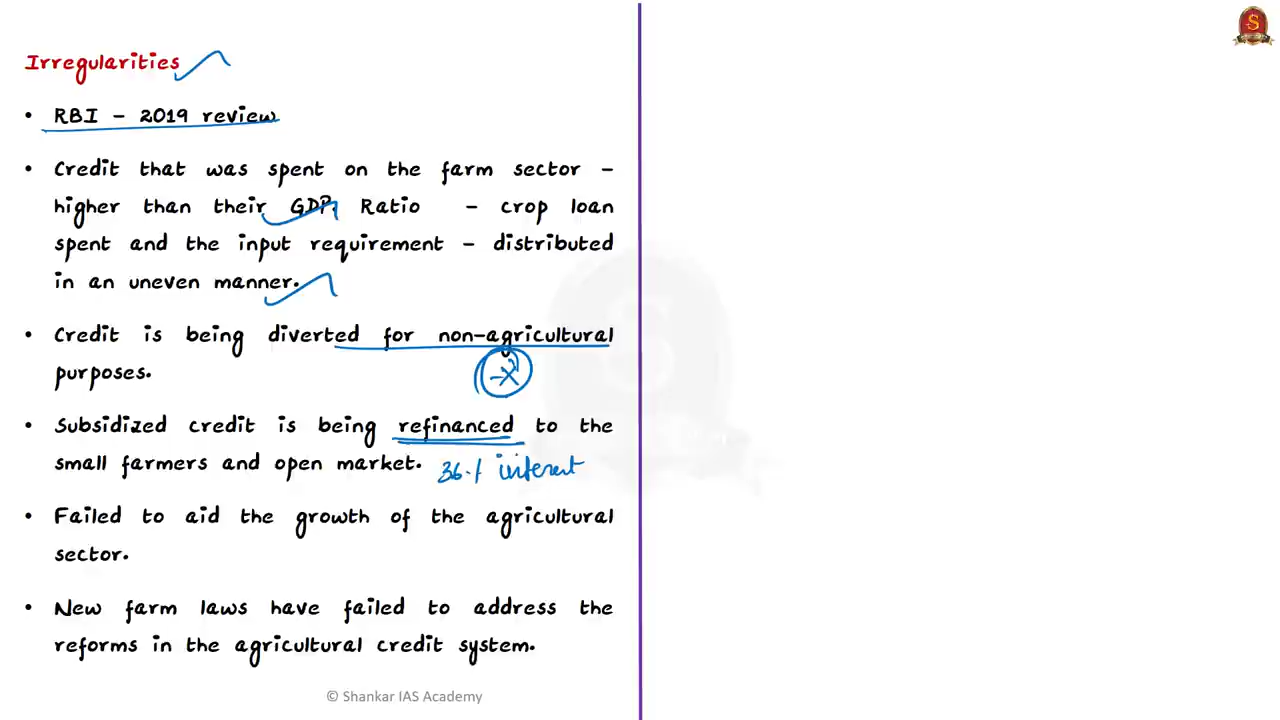 Irregularities
• RBI – 2019 review
• Credit that was spent on the farm sector –
higher than their GDP. Ratio – crop loan
spent and the input requirement – distributed
in an uneven manner.
• Credit is being diverted for non-agricultural
purposes.
• Subsidized credit is being refinanced to the
small farmers and open market. 36% interest
• Failed to aid the growth of the agricultural
sector.
• New farm laws have failed to address the
reforms in the agricultural credit system.
© Shankar IAS Academy
S